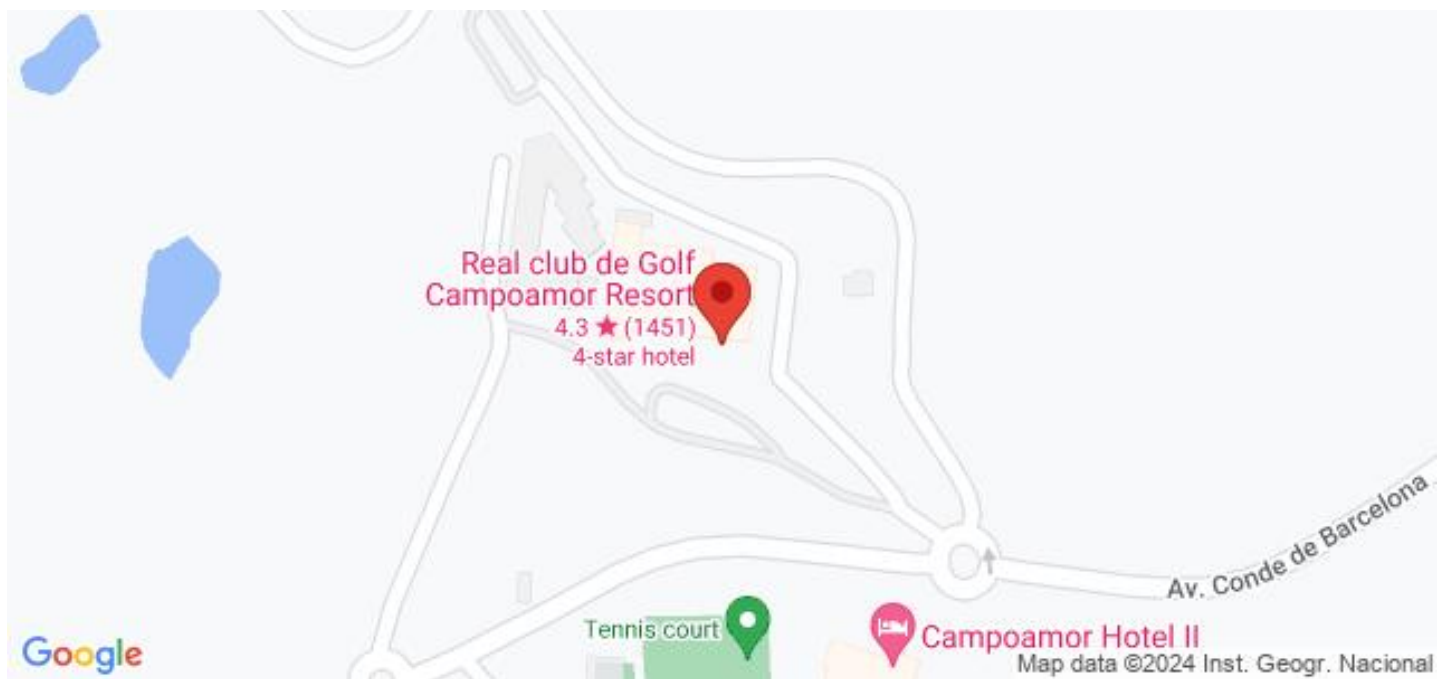 Real club de Golf
Campoamor Resort
4.3 ★ (1451)
4-star hotel
Av. Conde de Barcelona
Tennis court
Campoamor Hotel II
Google
Map data ©2024 Inst. Geogr. Nacional